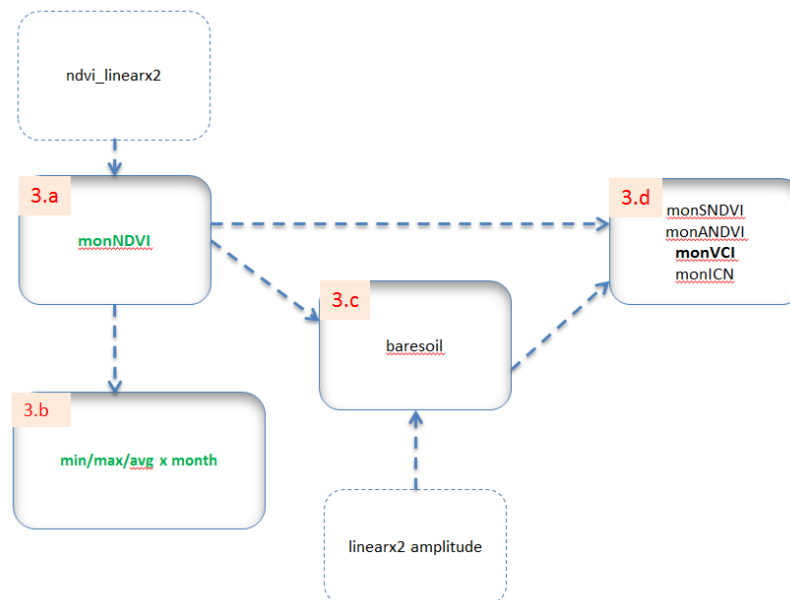 ndvi_linearx2
3.a
monNDVI
3.d
monSNDVI
monANDVI
monVCI
monICN
3.c
baresoil
3.b
min/max/avg x month
linearx2 amplitude